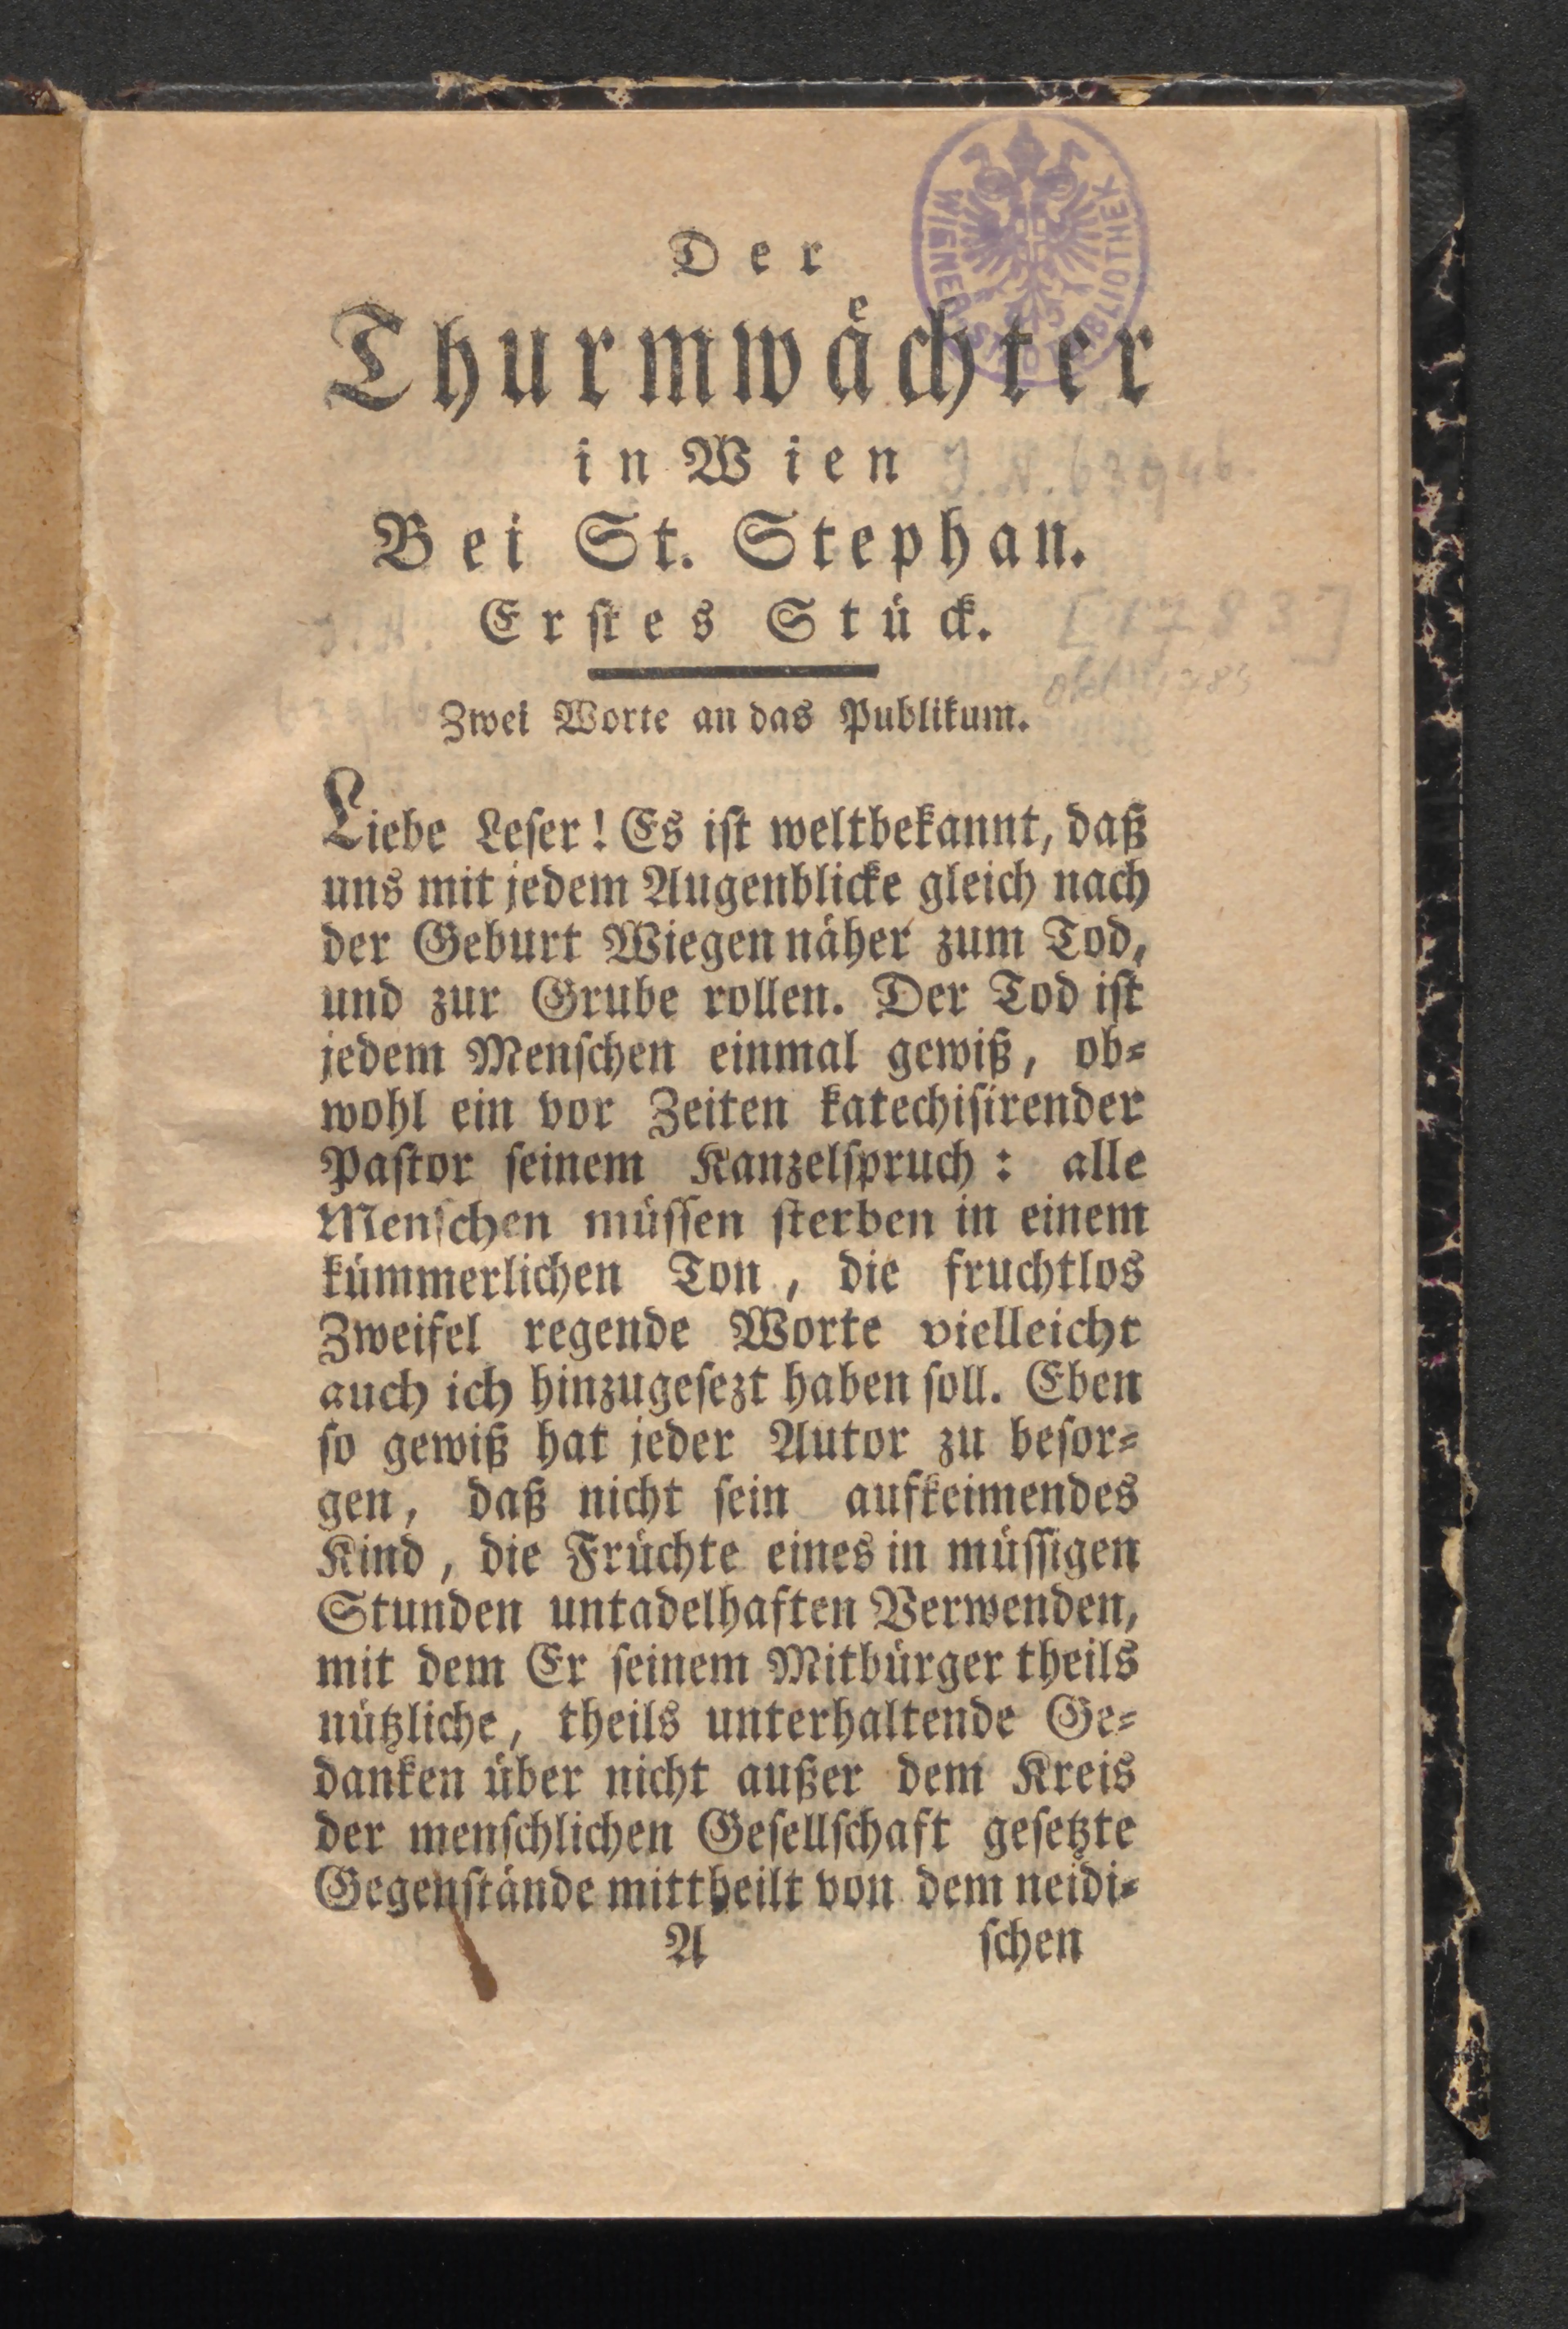 Der
Thurmwächter
in Wien
J.N. 63946
Bei St. Stephan.
Erstes Stück.
[1783]
Zwei Worte an das Publikum.
Liebe Leser! Es ist weltbekannt, daß
uns mit jedem Augenblicke gleich nach
der Geburt Wiegen näher zum Tod,
und zur Grube rollen. Der Tod ist
jedem Menschen einmal gewiß, ob=
wohl ein vor Zeiten katechisirender
Pastor seinem Kanzelspruch: alle
Menschen müssen sterben in einem
kümmerlichen Ton, die fruchtlos
Zweifel regende Worte vielleicht
auch ich hinzugesezt haben soll. Eben
so gewiß hat jeder Autor zu besor=
gen, daß nicht sein aufkeimendes
Kind, die Früchte eines in müssigen
Stunden untadelhaften Verwenden,
mit dem Er seinem Mitbürger theils
nützliche, theils unterhaltende Ge=
danken über nicht außer dem Kreis
der menschlichen Gesellschaft gesetzte
Gegenstände mittheilt von dem neidi=
A schen
WIENER STADTBIBLIOTHEK